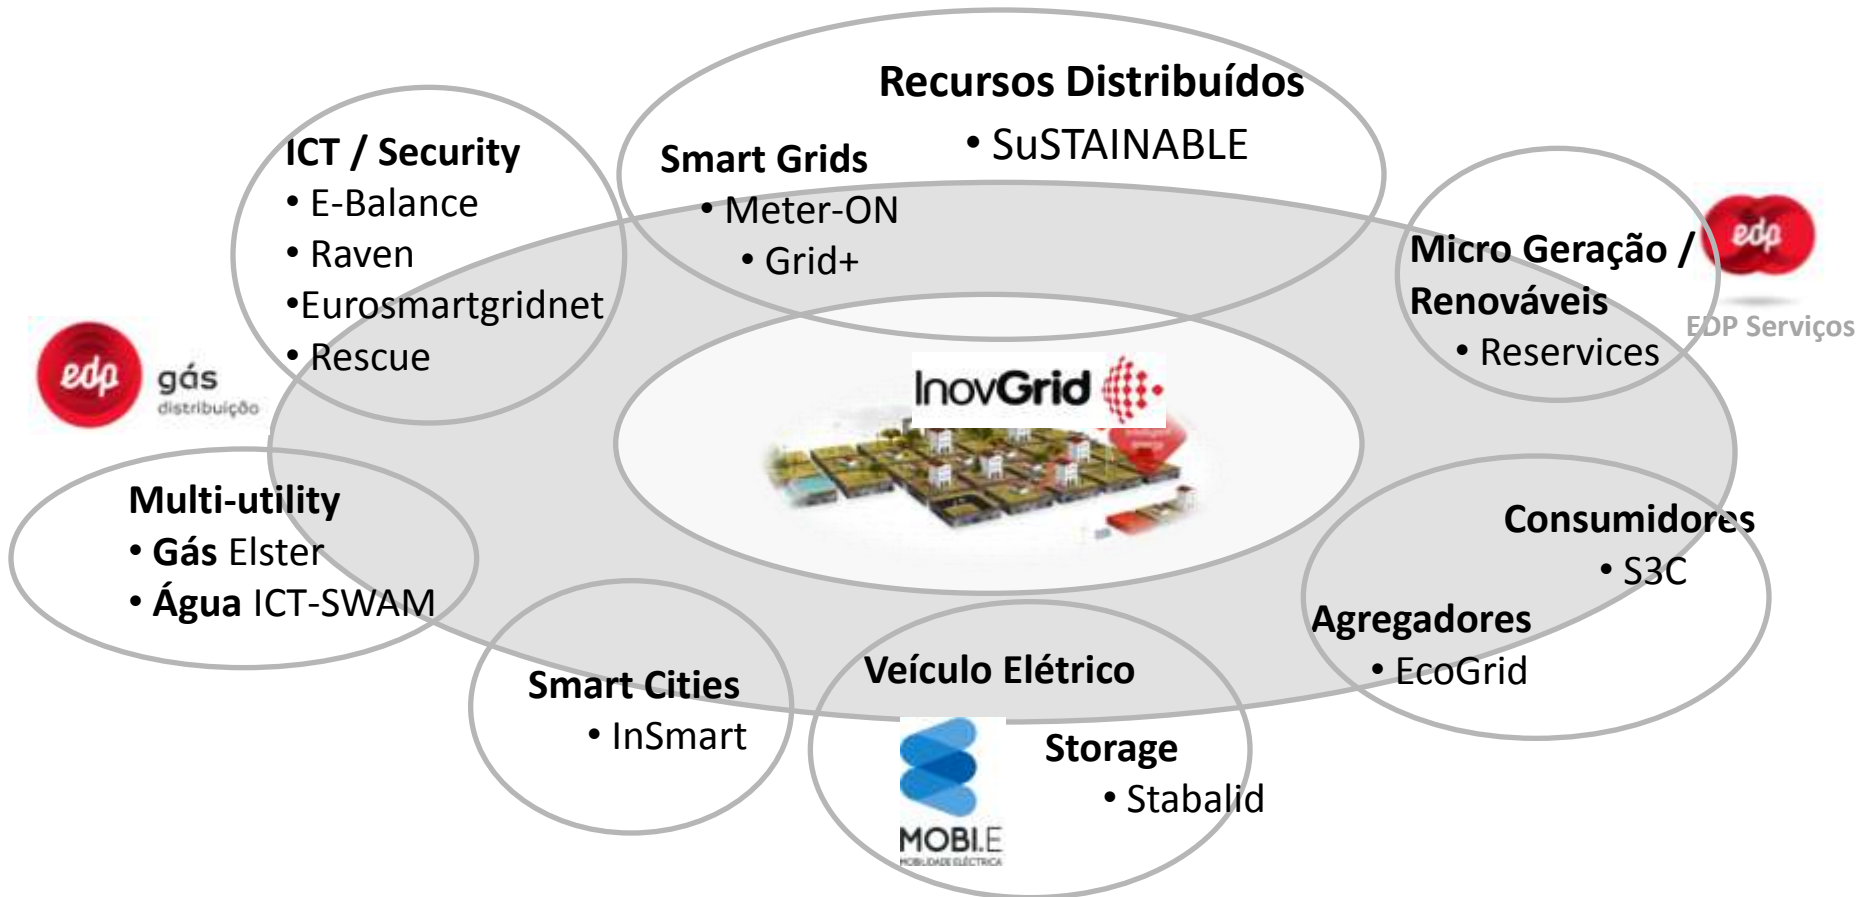 Recursos Distribuídos
• SuSTAINABLE
Smart Grids
• Meter-ON
• Grid+
ICT / Security
• E-Balance
• Raven
•Eurosmartgridnet
• Rescue
Micro Geração /
Renováveis
• Reservices
edp
EDP Serviços
edp gás
distribuição
InovGrid
Multi-utility
• Gás Elster
• Água ICT-SWAM
Consumidores
• S3C
Agregadores
• EcoGrid
Smart Cities
• InSmart
Veículo Elétrico
Storage
• Stabalid
MOBI.E
MOBILIDADE ELÉCTRICA